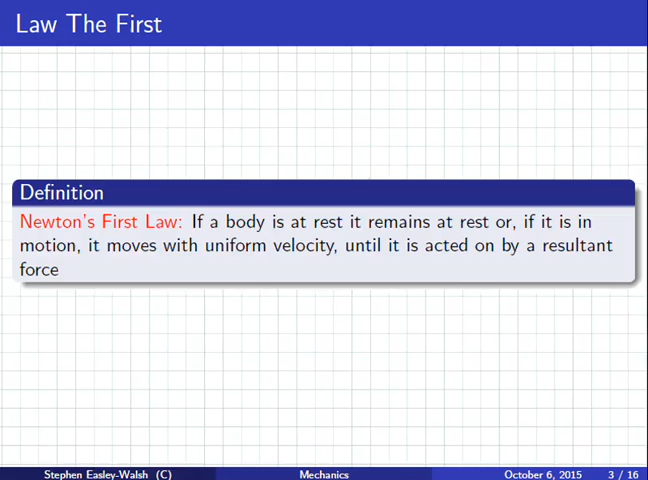 Law The First
Definition
Newton's First Law: If a body is at rest it remains at rest or, if it is in
motion, it moves with uniform velocity, until it is acted on by a resultant
force
Stephen Easley-Walsh (C) Mechanics October 6, 2015 3 / 16